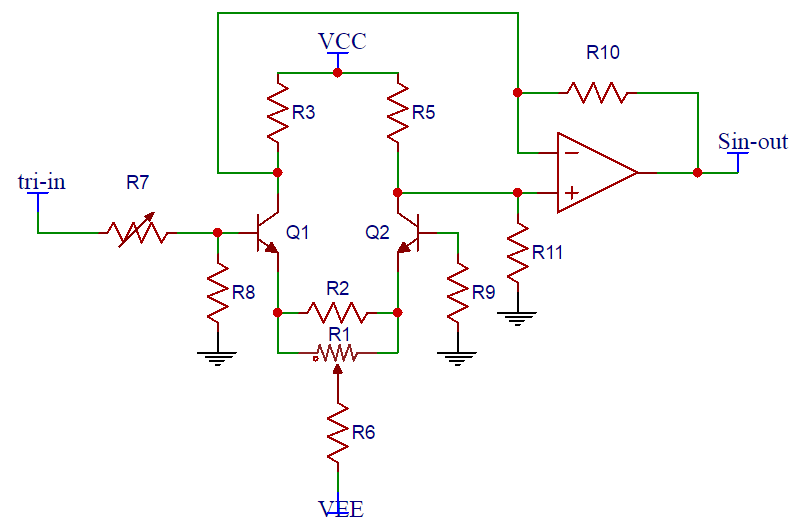 VCC
R10
R3
R5
Sin-out
tri-in
R7
Q1
Q2
R11
R8
R2
R9
R1
R6
VEE